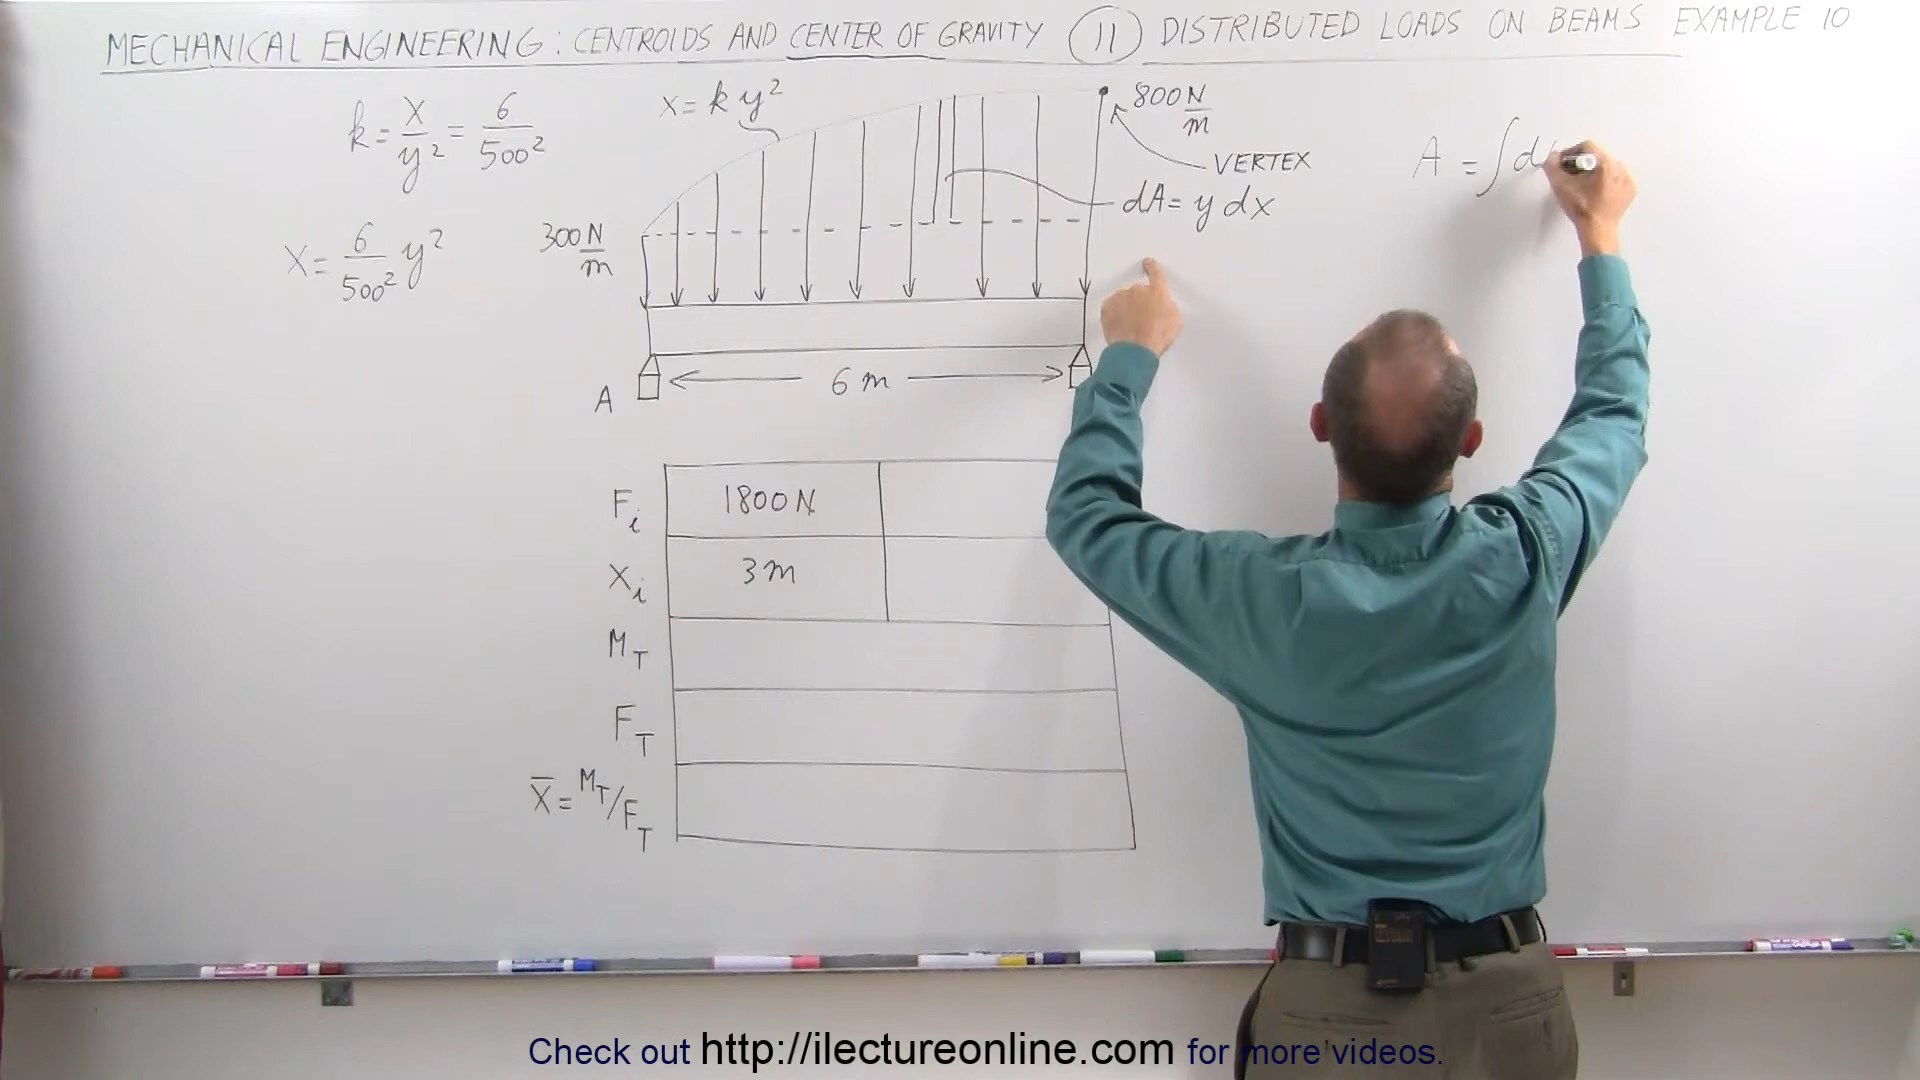 MECHANICAL ENGINEERING: CENTROIDS AND CENTER OF GRAVITY (11) DISTRIBUTED LOADS ON BEAMS EXAMPLE 10
k = x/y² = 6/500²
x = 6/500² y²
x = k y²
800 N/m
VERTEX
dA = y dx
300 N/m
A
6 m
A = ∫d
Fi 1800 N
Xi 3 m
MT
FT
X̅ = MT/FT
Check out http://ilectureonline.com for more videos.